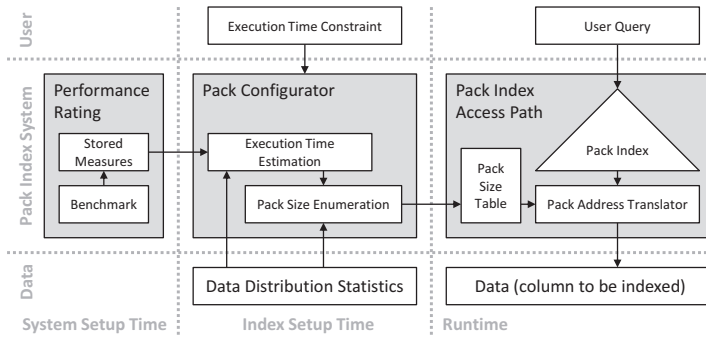 User
Execution Time Constraint
User Query
Pack Index System
Performance
Rating
Stored
Measures
Benchmark
Pack Configurator
Execution Time
Estimation
Pack Size Enumeration
Pack Index
Access Path
Pack
Size
Table
Pack Index
Pack Address Translator
Data
Data Distribution Statistics
Data (column to be indexed)
System Setup Time
Index Setup Time
Runtime